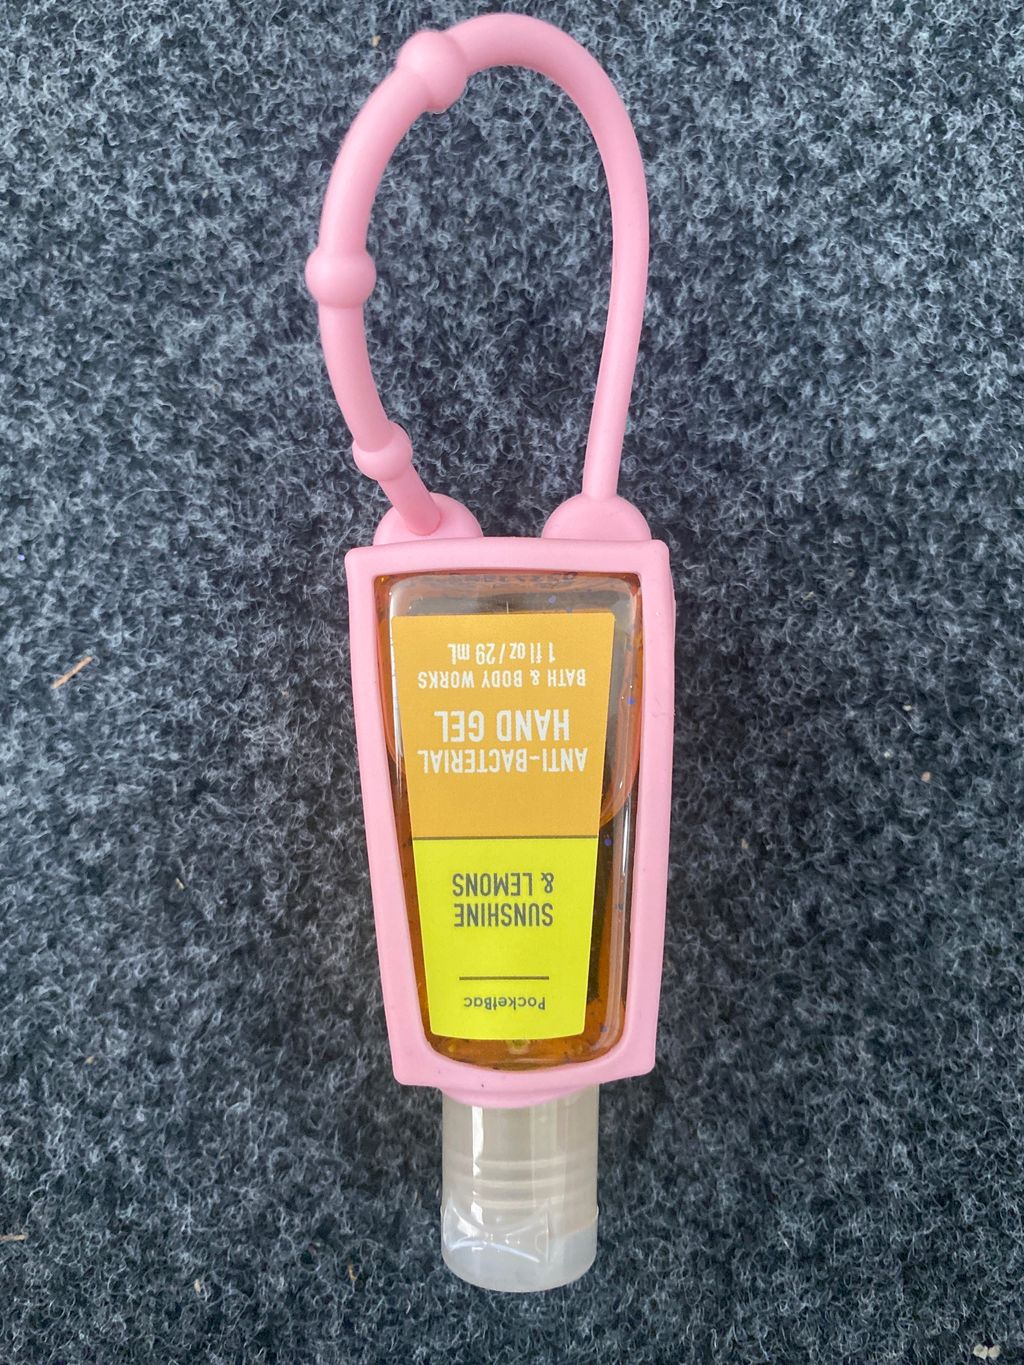 PocketBac
SUNSHINE
& LEMONS
ANTI-BACTERIAL
HAND GEL
BATH & BODY WORKS
1 fl oz / 29 mL